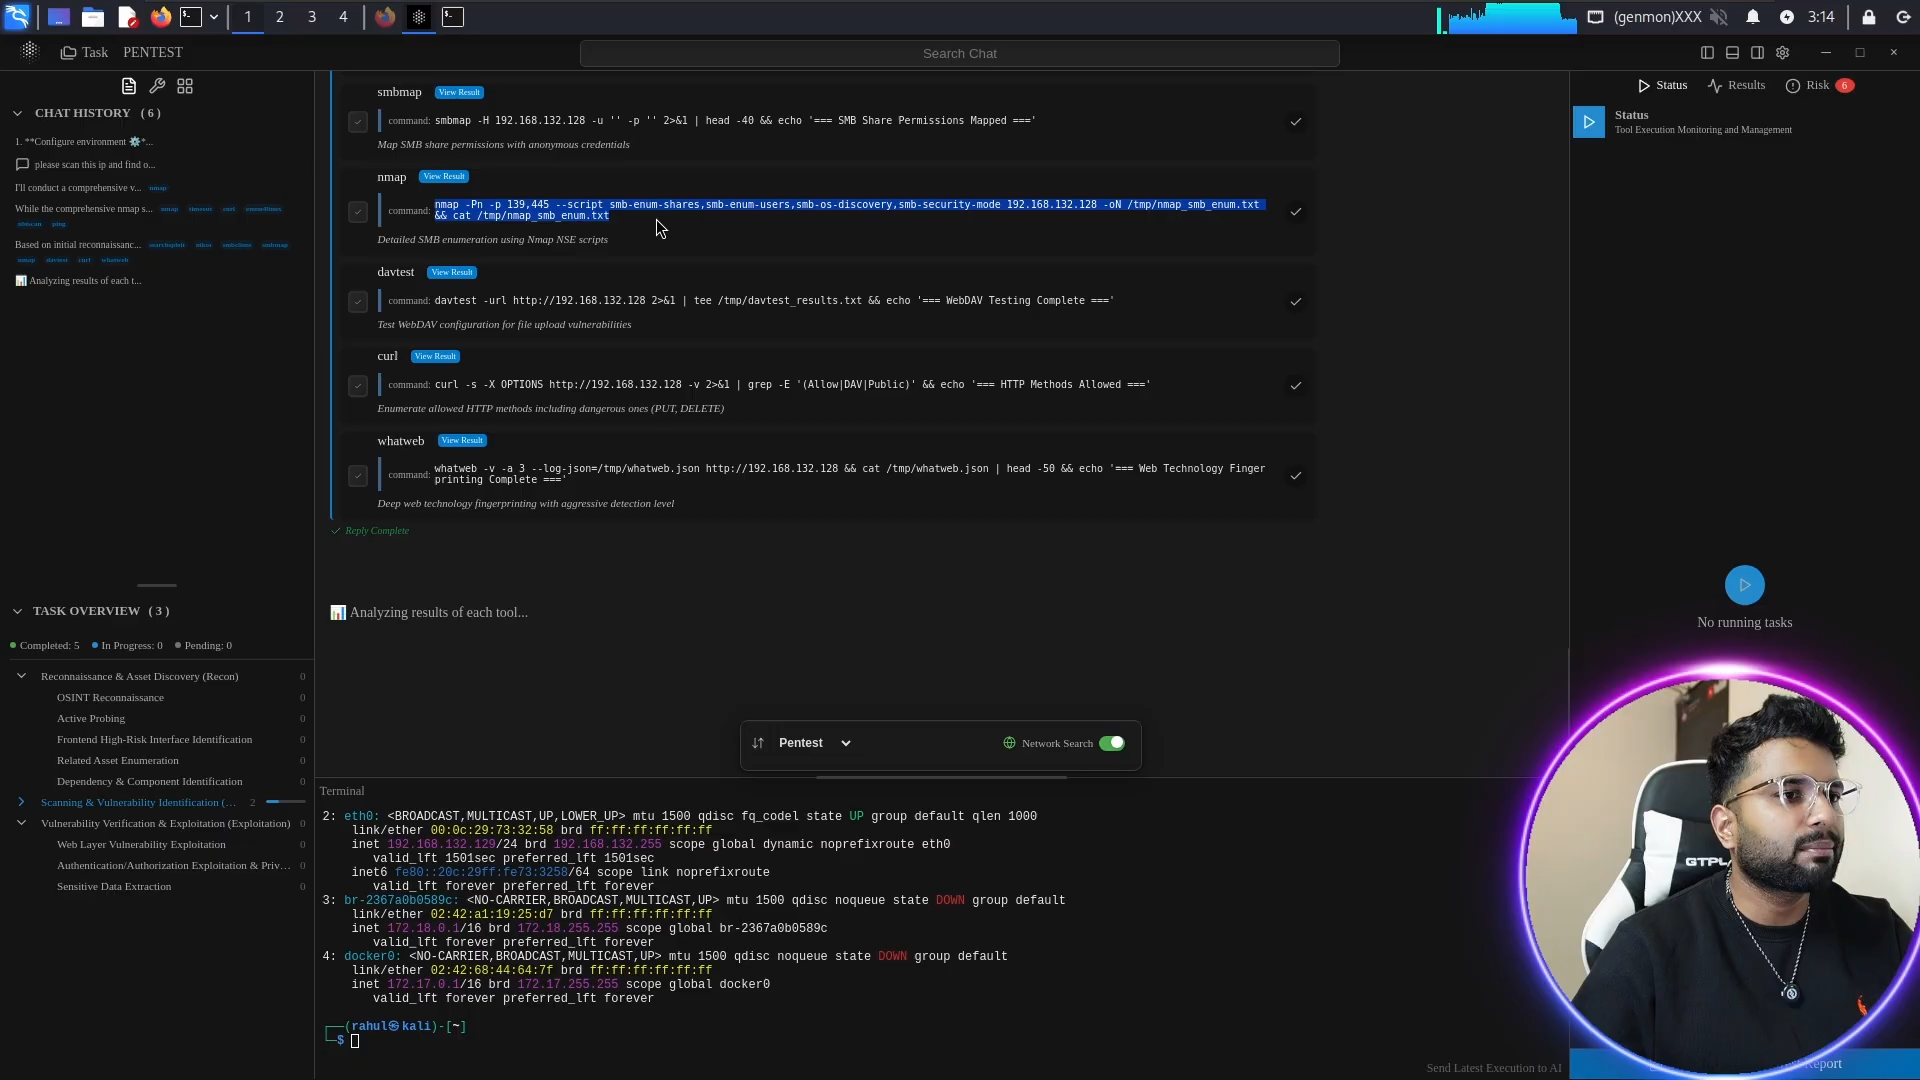 1
2
3
4
(genmon)XXX
3:14
Task
PENTEST
Search Chat
CHAT HISTORY ( 6 )
1. **Configure environment ⚙️*...
please scan this ip and find o...
I'll conduct a comprehensive v... nmap
While the comprehensive nmap s... nmap timeout curl enum4linux
nbtscan ping
Based on initial reconnaissanc... searchsploit nikto smbclient smbmap
nmap davtest curl whatweb
📊 Analyzing results of each t...
TASK OVERVIEW ( 3 )
Completed: 5 In Progress: 0 Pending: 0
Reconnaissance & Asset Discovery (Recon) 0
OSINT Reconnaissance 0
Active Probing 0
Frontend High-Risk Interface Identification 0
Related Asset Enumeration 0
Dependency & Component Identification 0
Scanning & Vulnerability Identification (... 2
Vulnerability Verification & Exploitation (Exploitation) 0
Web Layer Vulnerability Exploitation 0
Authentication/Authorization Exploitation & Priv... 0
Sensitive Data Extraction 0
smbmap View Result
command: smbmap -H 192.168.132.128 -u '' -p '' 2>&1 | head -40 && echo '=== SMB Share Permissions Mapped ==='
Map SMB share permissions with anonymous credentials
nmap View Result
command: nmap -Pn -p 139,445 --script smb-enum-shares,smb-enum-users,smb-os-discovery,smb-security-mode 192.168.132.128 -oN /tmp/nmap_smb_enum.txt
&& cat /tmp/nmap_smb_enum.txt
Detailed SMB enumeration using Nmap NSE scripts
davtest View Result
command: davtest -url http://192.168.132.128 2>&1 | tee /tmp/davtest_results.txt && echo '=== WebDAV Testing Complete ==='
Test WebDAV configuration for file upload vulnerabilities
curl View Result
command: curl -s -X OPTIONS http://192.168.132.128 -v 2>&1 | grep -E '(Allow|DAV|Public)' && echo '=== HTTP Methods Allowed ==='
Enumerate allowed HTTP methods including dangerous ones (PUT, DELETE)
whatweb View Result
command: whatweb -v -a 3 --log-json=/tmp/whatweb.json http://192.168.132.128 && cat /tmp/whatweb.json | head -50 && echo '=== Web Technology Finger
printing Complete ==='
Deep web technology fingerprinting with aggressive detection level
Reply Complete
📊 Analyzing results of each tool...
Pentest
Network Search
Terminal
2: eth0: <BROADCAST,MULTICAST,UP,LOWER_UP> mtu 1500 qdisc fq_codel state UP group default qlen 1000
link/ether 00:0c:29:73:32:58 brd ff:ff:ff:ff:ff:ff
inet 192.168.132.129/24 brd 192.168.132.255 scope global dynamic noprefixroute eth0
valid_lft 1501sec preferred_lft 1501sec
inet6 fe80::20c:29ff:fe73:3258/64 scope link noprefixroute
valid_lft forever preferred_lft forever
3: br-2367a0b0589c: <NO-CARRIER,BROADCAST,MULTICAST,UP> mtu 1500 qdisc noqueue state DOWN group default
link/ether 02:42:a1:19:25:d7 brd ff:ff:ff:ff:ff:ff
inet 172.18.0.1/16 brd 172.18.255.255 scope global br-2367a0b0589c
valid_lft forever preferred_lft forever
4: docker0: <NO-CARRIER,BROADCAST,MULTICAST,UP> mtu 1500 qdisc noqueue state DOWN group default
link/ether 02:42:68:44:64:7f brd ff:ff:ff:ff:ff:ff
inet 172.17.0.1/16 brd 172.17.255.255 scope global docker0
valid_lft forever preferred_lft forever
┌──(rahul㉿kali)-[~]
└─$
Send Latest Execution to AI
Status Results Risk 6
Status
Tool Execution Monitoring and Management
No running tasks
GTPL
Report